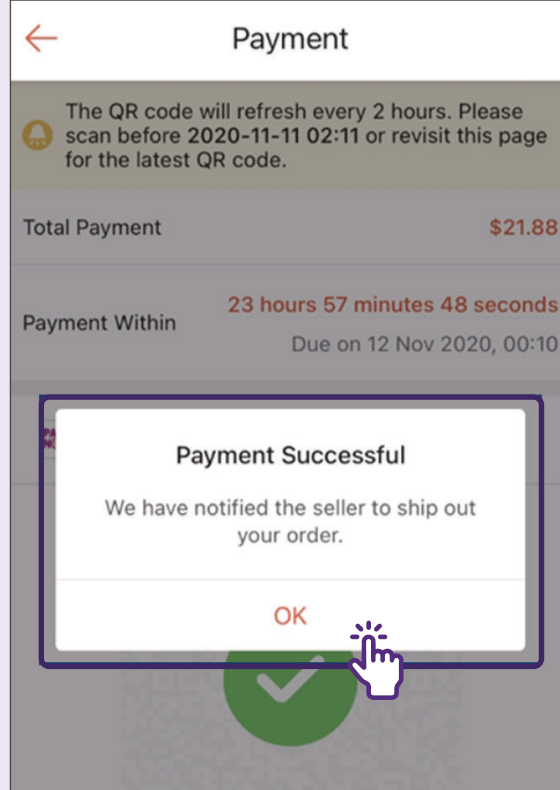 Payment
The QR code will refresh every 2 hours. Please
scan before 2020-11-11 02:11 or revisit this page
for the latest QR code.
Total Payment
$21.88
Payment Within
23 hours 57 minutes 48 seconds
Due on 12 Nov 2020, 00:10
Payment Successful
We have notified the seller to ship out
your order.
OK